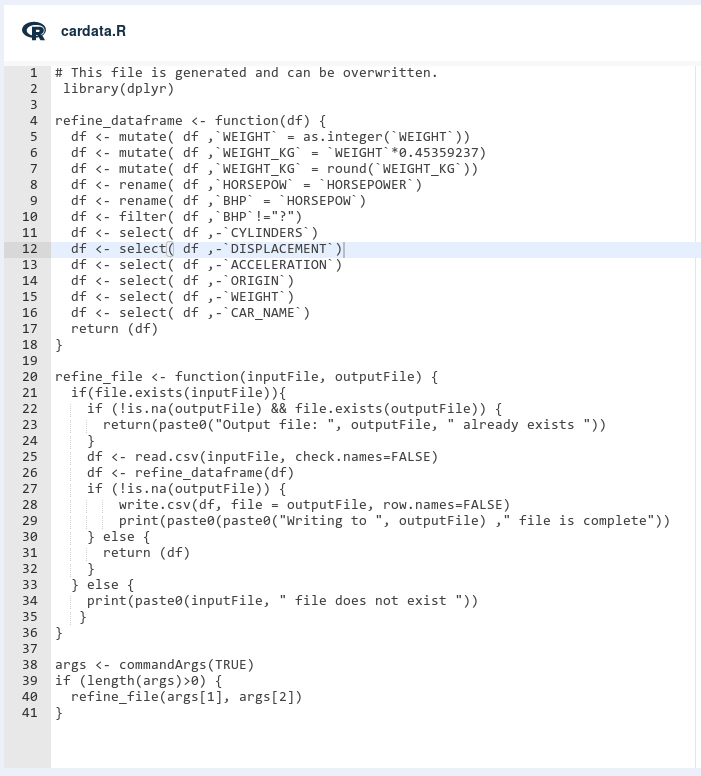 R cardata.R
1 # This file is generated and can be overwritten.
2  library(dplyr)
3
4 refine_dataframe <- function(df) {
5   df <- mutate( df ,`WEIGHT` = as.integer(`WEIGHT`))
6   df <- mutate( df ,`WEIGHT_KG` = `WEIGHT`*0.45359237)
7   df <- mutate( df ,`WEIGHT_KG` = round(`WEIGHT_KG`))
8   df <- rename( df ,`HORSEPOW` = `HORSEPOWER`)
9   df <- rename( df ,`BHP` = `HORSEPOW`)
10   df <- filter( df ,`BHP`!="?")
11   df <- select( df ,-`CYLINDERS`)
12   df <- select( df ,-`DISPLACEMENT`)
13   df <- select( df ,-`ACCELERATION`)
14   df <- select( df ,-`ORIGIN`)
15   df <- select( df ,-`WEIGHT`)
16   df <- select( df ,-`CAR_NAME`)
17   return (df)
18 }
19
20 refine_file <- function(inputFile, outputFile) {
21   if(file.exists(inputFile)){
22     if (!is.na(outputFile) && file.exists(outputFile)) {
23       return(paste0("Output file: ", outputFile, " already exists "))
24     }
25     df <- read.csv(inputFile, check.names=FALSE)
26     df <- refine_dataframe(df)
27     if (!is.na(outputFile)) {
28         write.csv(df, file = outputFile, row.names=FALSE)
29         print(paste0(paste0("Writing to ", outputFile) ," file is complete"))
30     } else {
31       return (df)
32     }
33   } else {
34     print(paste0(inputFile, " file does not exist "))
35    }
36 }
37
38 args <- commandArgs(TRUE)
39 if (length(args)>0) {
40   refine_file(args[1], args[2])
41 }